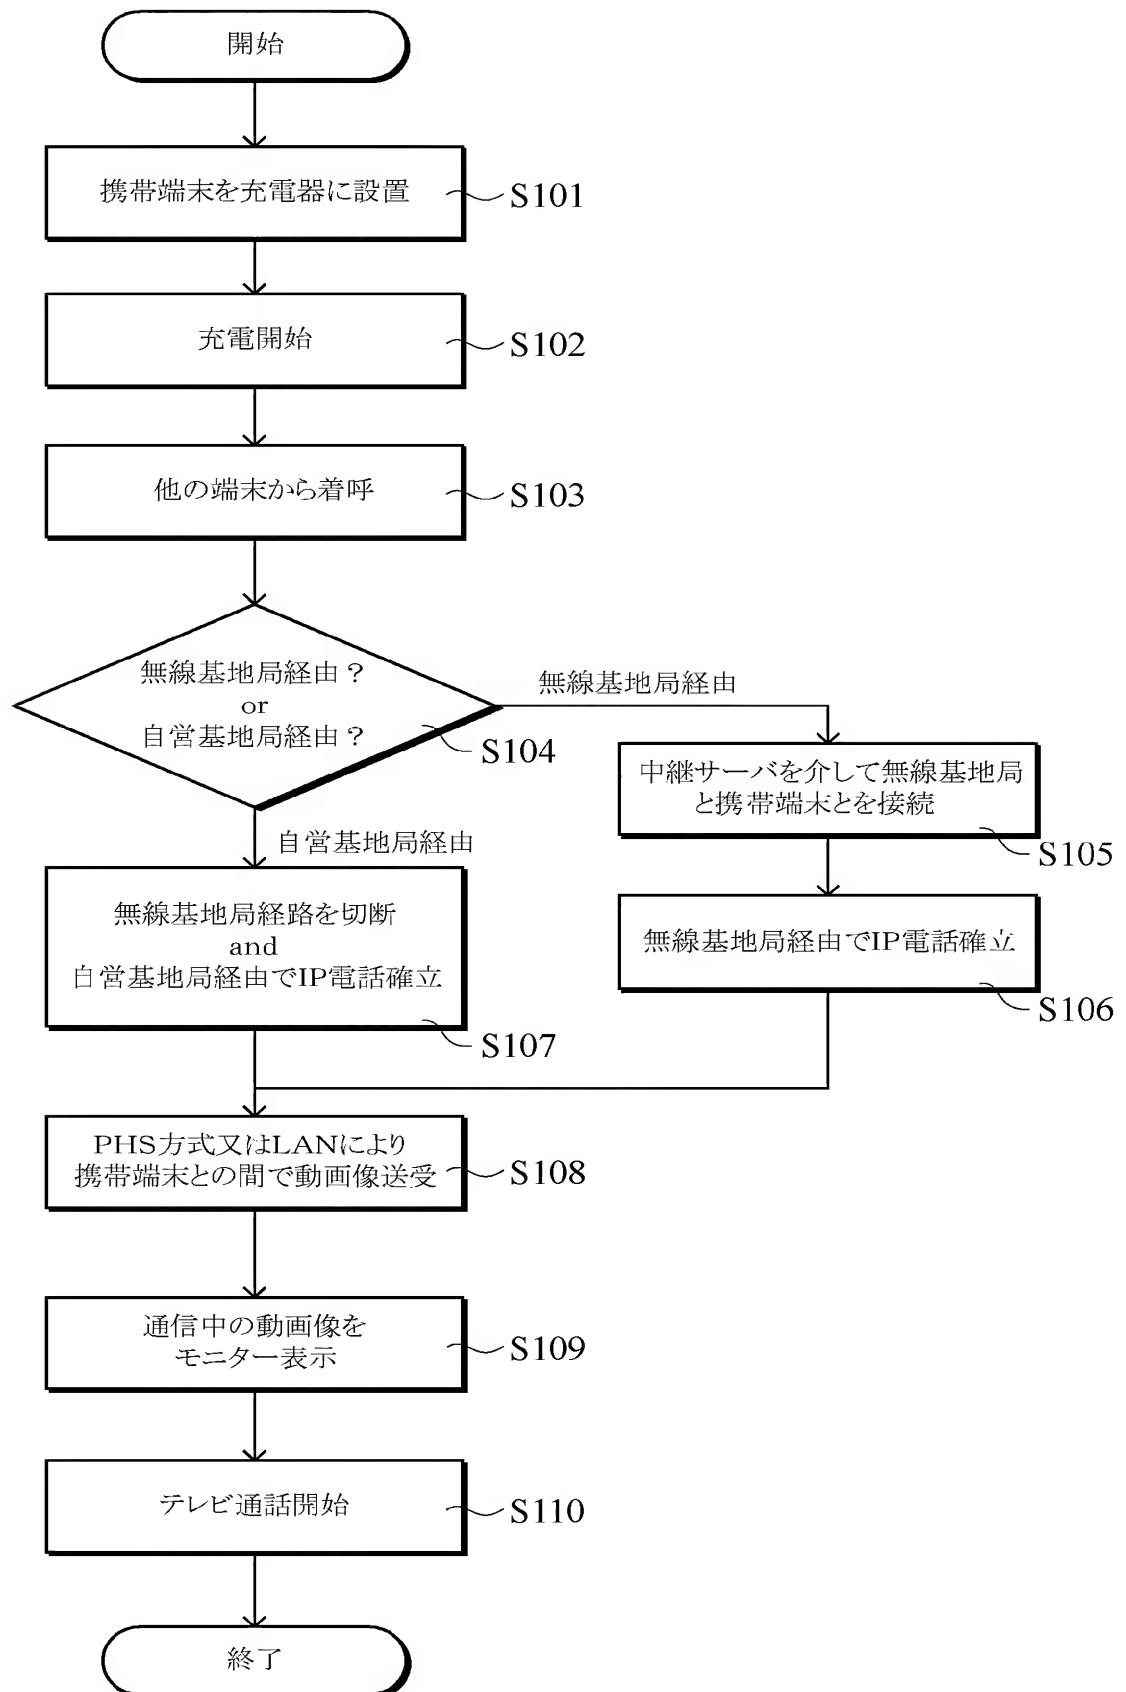 開始
携帯端末を充電器に設置
S101
充電開始
S102
他の端末から着呼
S103
無線基地局経由？
or
自営基地局経由？
S104
無線基地局経由
中継サーバを介して無線基地局
と携帯端末とを接続
S105
無線基地局経由でIP電話確立
S106
自営基地局経由
無線基地局経路を切断
and
自営基地局経由でIP電話確立
S107
PHS方式又はLANにより
携帯端末との間で動画像送受
S108
通信中の動画像を
モニター表示
S109
テレビ通話開始
S110
終了